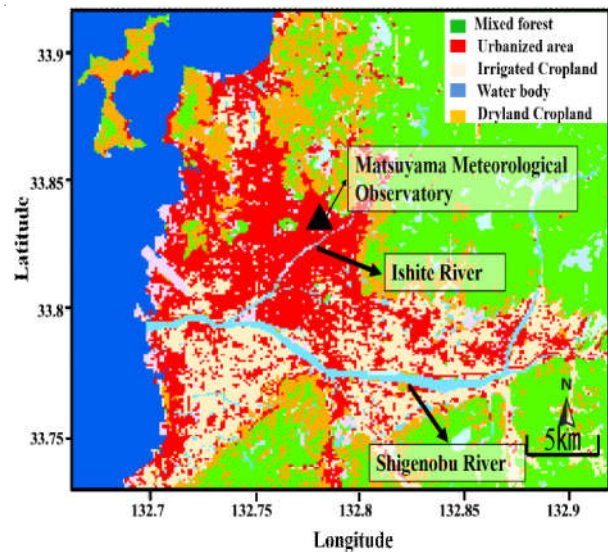 33.9
33.85
33.8
33.75
Latitude
Mixed forest
Urbanized area
Irrigated Cropland
Water body
Dryland Cropland
Matsuyama Meteorological
Observatory
Ishite River
Shigenobu River
N
5km
132.7
132.75
132.8
132.85
132.9
Longitude